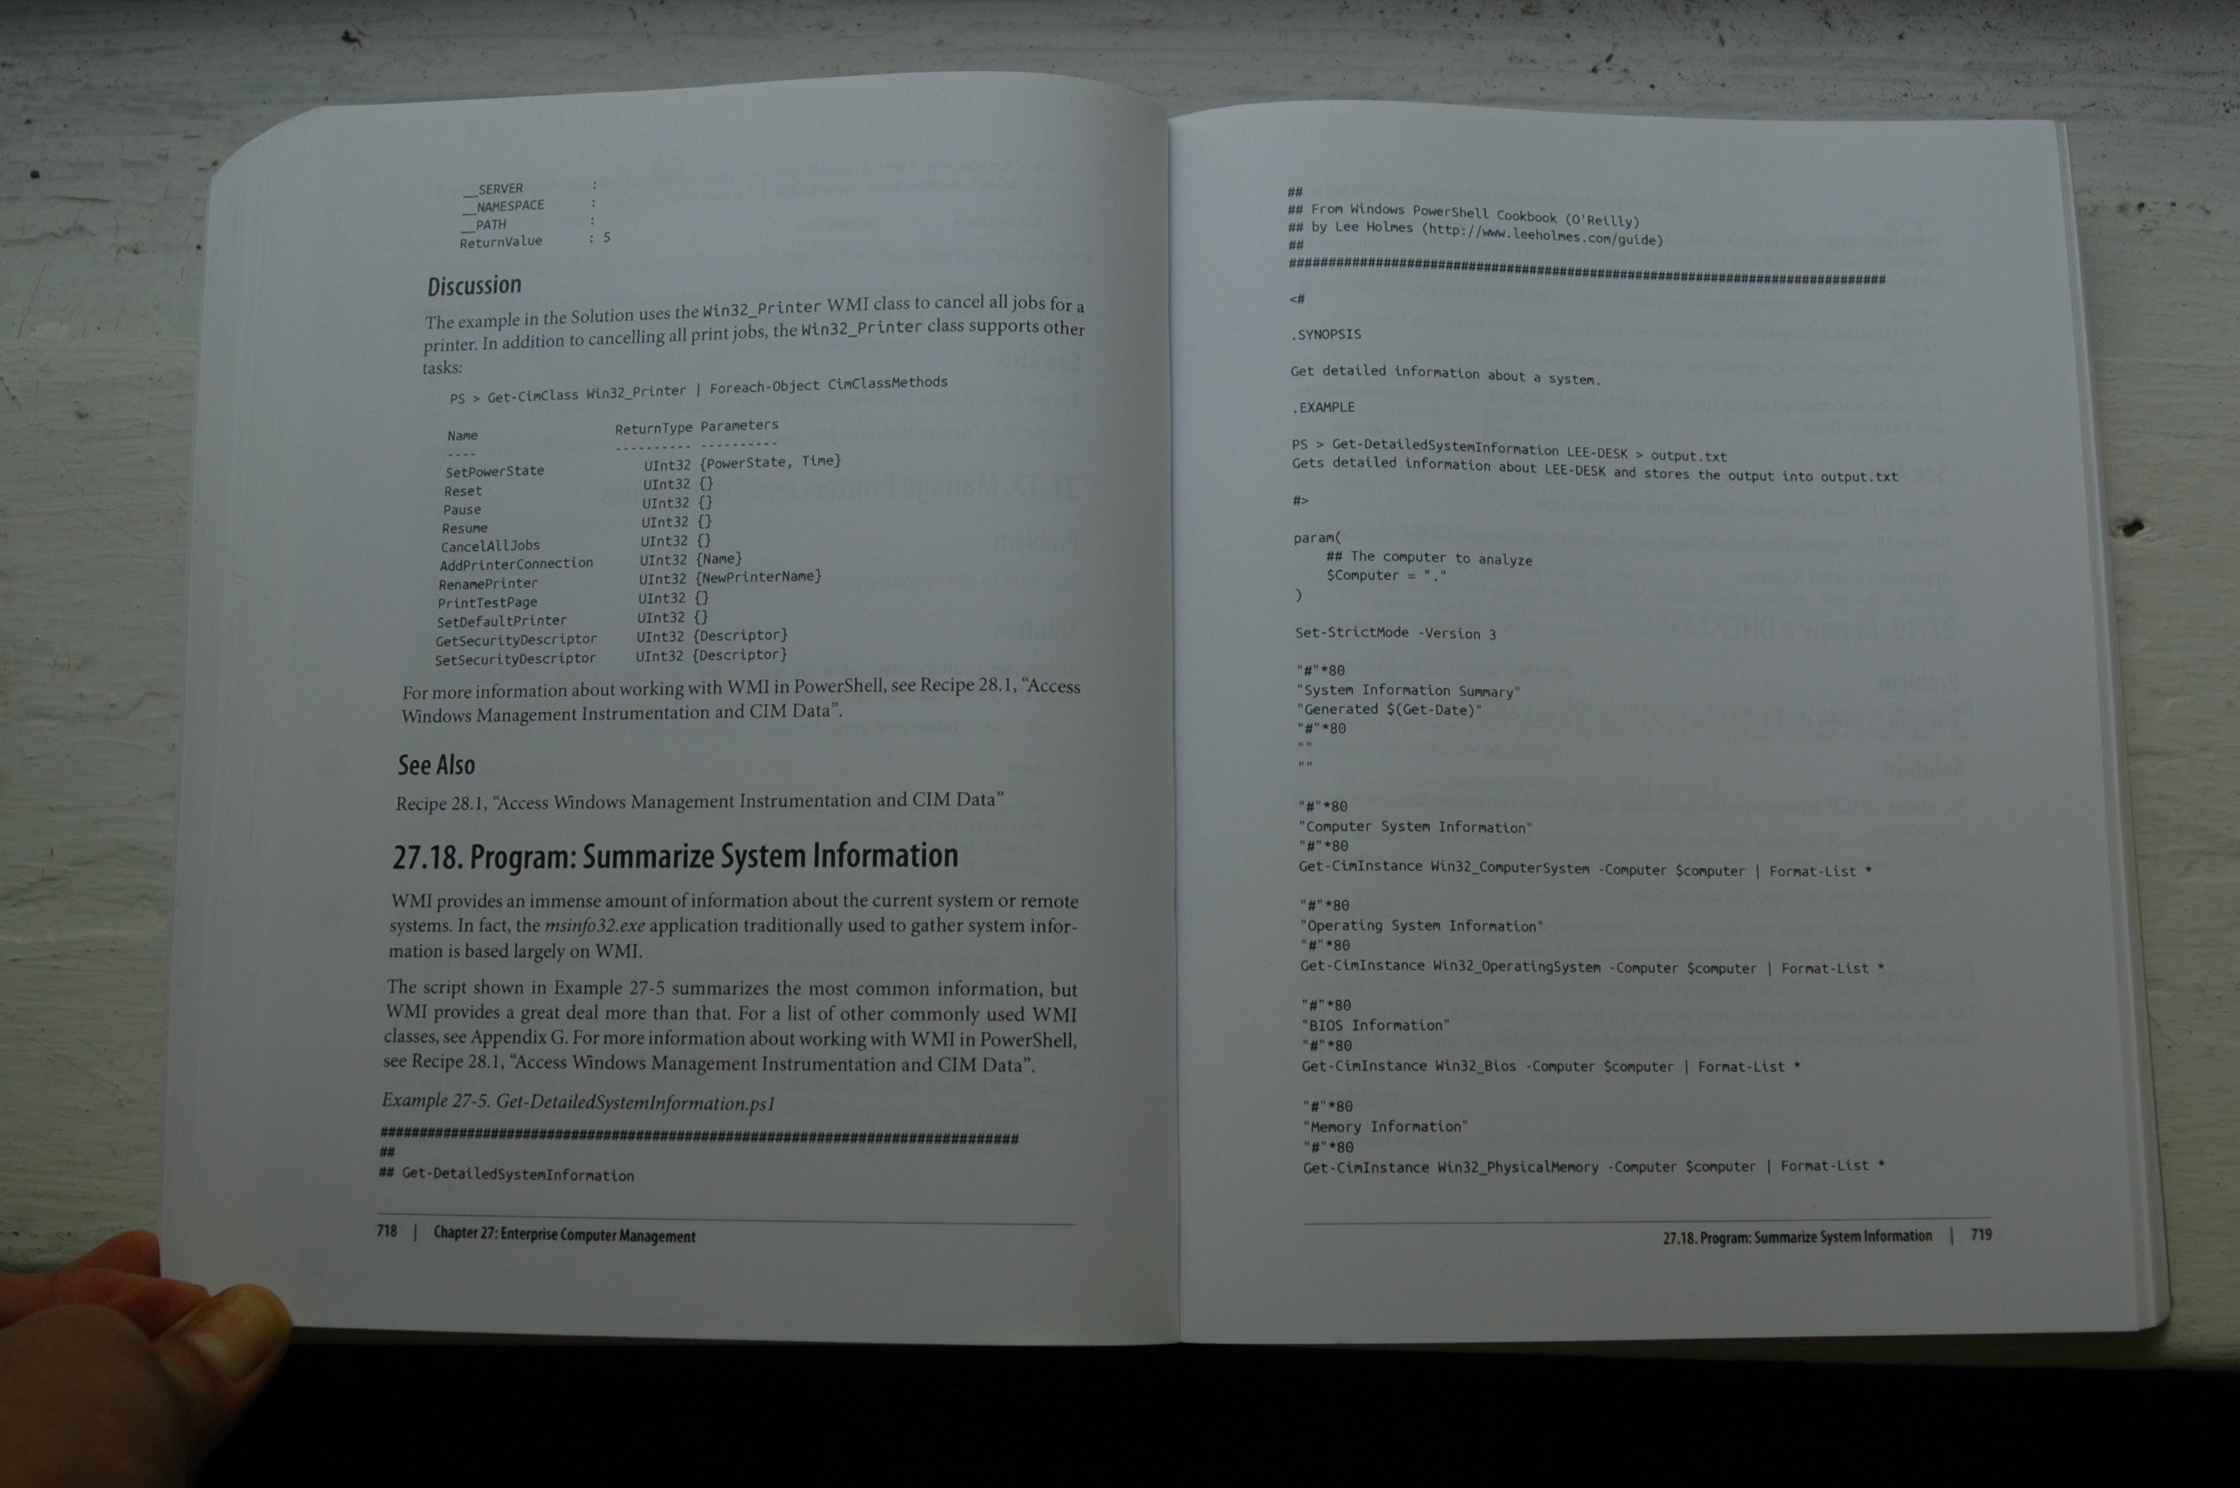 __SERVER :
__NAMESPACE :
__PATH :
ReturnValue : 5
Discussion
The example in the Solution uses the Win32_Printer WMI class to cancel all jobs for a
printer. In addition to cancelling all print jobs, the Win32_Printer class supports other
tasks:
PS > Get-CimClass Win32_Printer | Foreach-Object CimClassMethods
Name ReturnType Parameters
---- ---------- ----------
SetPowerState UInt32 {PowerState, Time}
Reset UInt32 {}
Pause UInt32 {}
Resume UInt32 {}
CancelAllJobs UInt32 {}
AddPrinterConnection UInt32 {Name}
RenamePrinter UInt32 {NewPrinterName}
PrintTestPage UInt32 {}
SetDefaultPrinter UInt32 {}
GetSecurityDescriptor UInt32 {Descriptor}
SetSecurityDescriptor UInt32 {Descriptor}
For more information about working with WMI in PowerShell, see Recipe 28.1, “Access
Windows Management Instrumentation and CIM Data”.
See Also
Recipe 28.1, “Access Windows Management Instrumentation and CIM Data”
27.18. Program: Summarize System Information
WMI provides an immense amount of information about the current system or remote
systems. In fact, the msinfo32.exe application traditionally used to gather system infor-
mation is based largely on WMI.
The script shown in Example 27-5 summarizes the most common information, but
WMI provides a great deal more than that. For a list of other commonly used WMI
classes, see Appendix G. For more information about working with WMI in PowerShell,
see Recipe 28.1, “Access Windows Management Instrumentation and CIM Data”.
Example 27-5. Get-DetailedSystemInformation.ps1
##############################################################################
##
## Get-DetailedSystemInformation
718 | Chapter 27: Enterprise Computer Management
##
## From Windows PowerShell Cookbook (O'Reilly)
## by Lee Holmes (http://www.leeholmes.com/guide)
##
##############################################################################
<#
.SYNOPSIS
Get detailed information about a system.
.EXAMPLE
PS > Get-DetailedSystemInformation LEE-DESK > output.txt
Gets detailed information about LEE-DESK and stores the output into output.txt
#>
param(
## The computer to analyze
$Computer = "."
)
Set-StrictMode -Version 3
"#"*80
"System Information Summary"
"Generated $(Get-Date)"
"#"*80
""
""
"#"*80
"Computer System Information"
"#"*80
Get-CimInstance Win32_ComputerSystem -Computer $computer | Format-List *
"#"*80
"Operating System Information"
"#"*80
Get-CimInstance Win32_OperatingSystem -Computer $computer | Format-List *
"#"*80
"BIOS Information"
"#"*80
Get-CimInstance Win32_Bios -Computer $computer | Format-List *
"#"*80
"Memory Information"
"#"*80
Get-CimInstance Win32_PhysicalMemory -Computer $computer | Format-List *
27.18. Program: Summarize System Information | 719